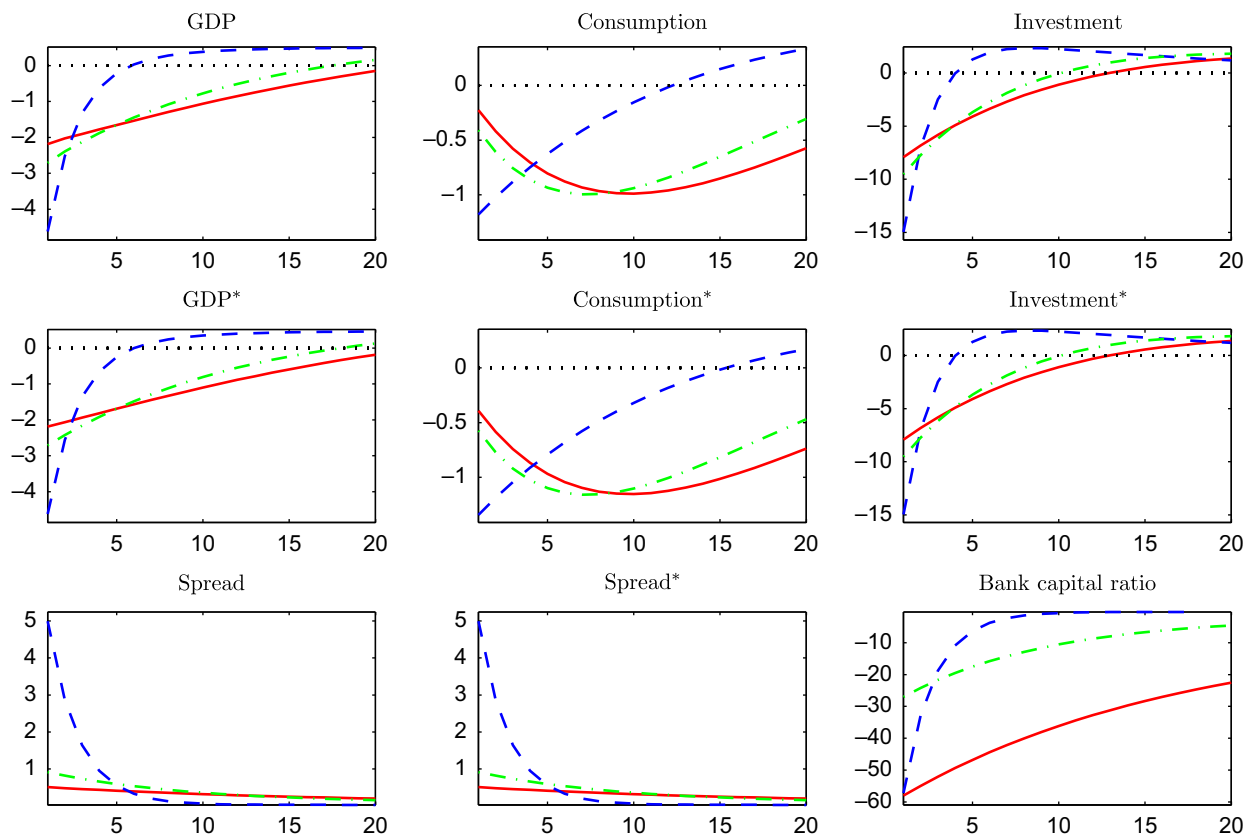 GDP Consumption Investment
0 0 0
−1 −0.5 −5
−2 −1 −10
−3 −15
−4
5 10 15 20 5 10 15 20 5 10 15 20
GDP* Consumption* Investment*
0 0 0
−1 −0.5 −5
−2 −1 −10
−3 −15
−4
5 10 15 20 5 10 15 20 5 10 15 20
Spread Spread* Bank capital ratio
5 5 −10
4 4 −20
3 3 −30
2 2 −40
1 1 −50
−60
5 10 15 20 5 10 15 20 5 10 15 20